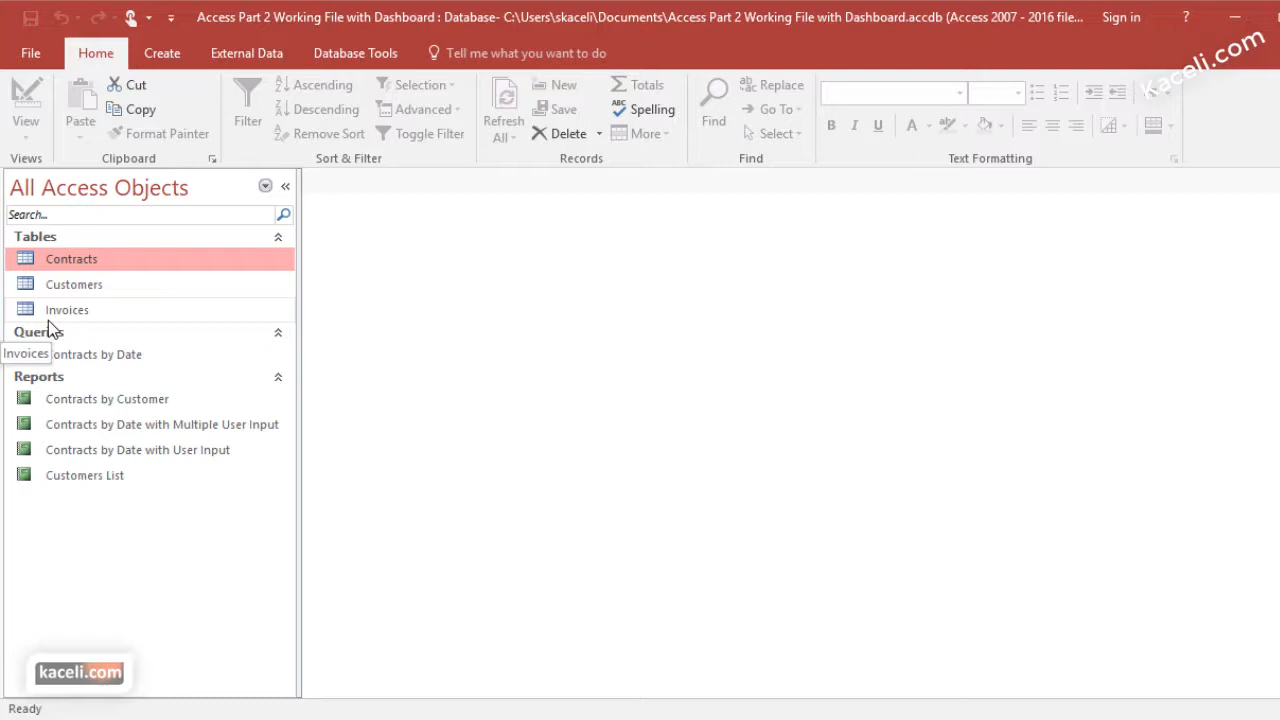 Access Part 2 Working File with Dashboard : Database- C:\Users\skaceli\Documents\Access Part 2 Working File with Dashboard.accdb (Access 2007 - 2016 file... Sign in ?
File Home Create External Data Database Tools Tell me what you want to do
Kaceli.com
View
Views
Paste
Cut
Copy
Format Painter
Clipboard
Filter
Ascending
Descending
Remove Sort
Selection
Advanced
Toggle Filter
Sort & Filter
Refresh
All
New
Save
Delete
Totals
Spelling
More
Records
Find
Replace
Go To
Select
Find
B I U A
Text Formatting
All Access Objects
Search...
Tables
Contracts
Customers
Invoices
Queries
Invoices
ontracts by Date
Reports
Contracts by Customer
Contracts by Date with Multiple User Input
Contracts by Date with User Input
Customers List
kaceli.com
Ready